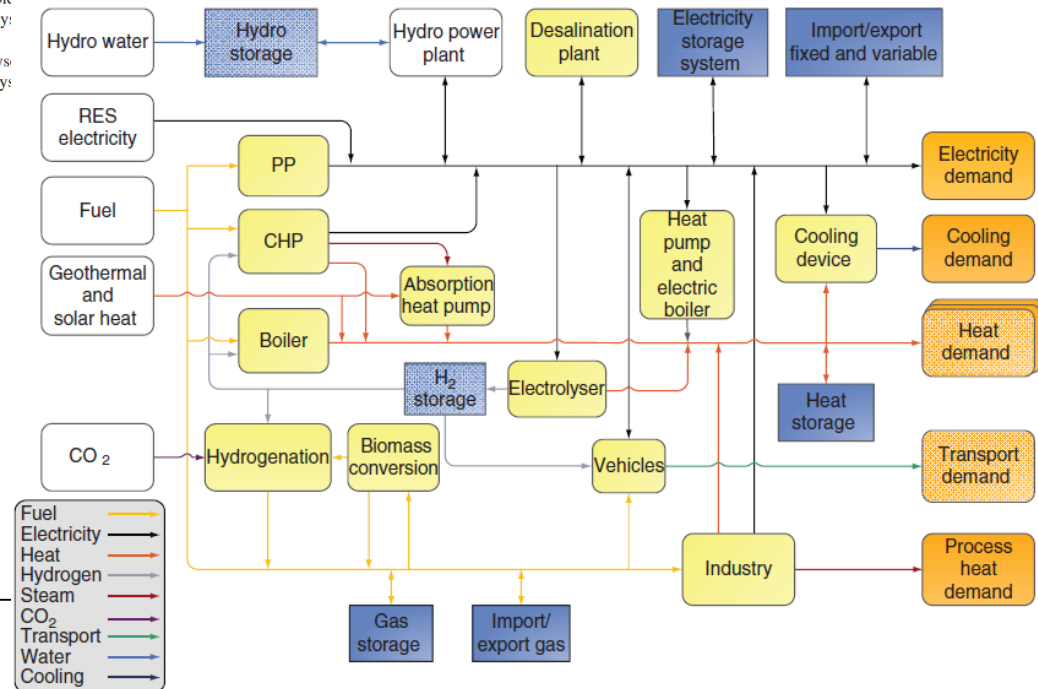 Hydro water
Hydro
storage
Hydro power
plant
Desalination
plant
Electricity
storage
system
Import/export
fixed and variable
RES
electricity
PP
Electricity
demand
Fuel
CHP
Heat
pump
and
electric
boiler
Cooling
device
Cooling
demand
Geothermal
and
solar heat
Absorption
heat pump
Boiler
Heat
demand
H2
storage
Electrolyser
Heat
storage
CO 2
Hydrogenation
Biomass
conversion
Vehicles
Transport
demand
Fuel
Electricity
Heat
Hydrogen
Steam
CO2
Transport
Water
Cooling
Gas
storage
Import/
export gas
Industry
Process
heat
demand